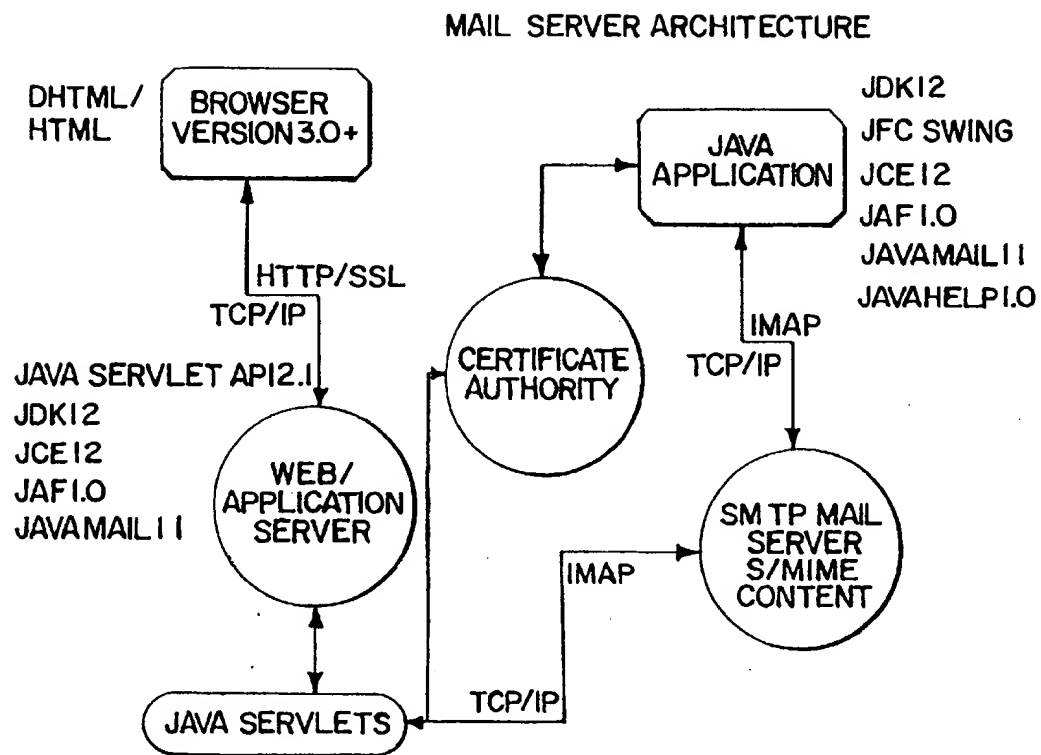 MAIL SERVER ARCHITECTURE
DHTML/
HTML
BROWSER
VERSION 3.0+
JAVA
APPLICATION
JDK12
JFC SWING
JCE12
JAF1.0
JAVAMAIL11
JAVAHELP1.0
HTTP/SSL
TCP/IP
IMAP
TCP/IP
CERTIFICATE
AUTHORITY
JAVA SERVLET API2.1
JDK12
JCE12
JAF1.0
JAVAMAIL11
WEB/
APPLICATION
SERVER
SMTP MAIL
SERVER
S/MIME
CONTENT
IMAP
TCP/IP
JAVA SERVLETS